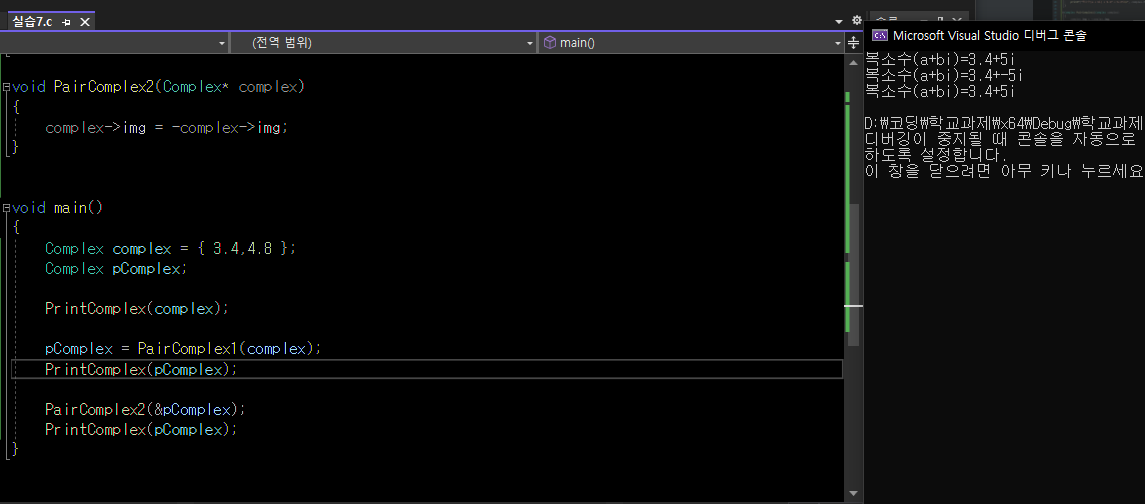 실습7.c
(전역 범위)
main()
void PairComplex2(Complex* complex)
{
complex->img = -complex->img;
}
void main()
{
Complex complex = { 3.4,4.8 };
Complex pComplex;
PrintComplex(complex);
pComplex = PairComplex1(complex);
PrintComplex(pComplex);
PairComplex2(&pComplex);
PrintComplex(pComplex);
}
Microsoft Visual Studio 디버그 콘솔
복소수(a+bi)=3.4+5i
복소수(a+bi)=3.4+-5i
복소수(a+bi)=3.4+5i
D:₩코딩₩학교과제₩x64₩Debug₩학교과제
디버깅이 중지될 때 콘솔을 자동으로
하도록 설정합니다.
이 창을 닫으려면 아무 키나 누르세요